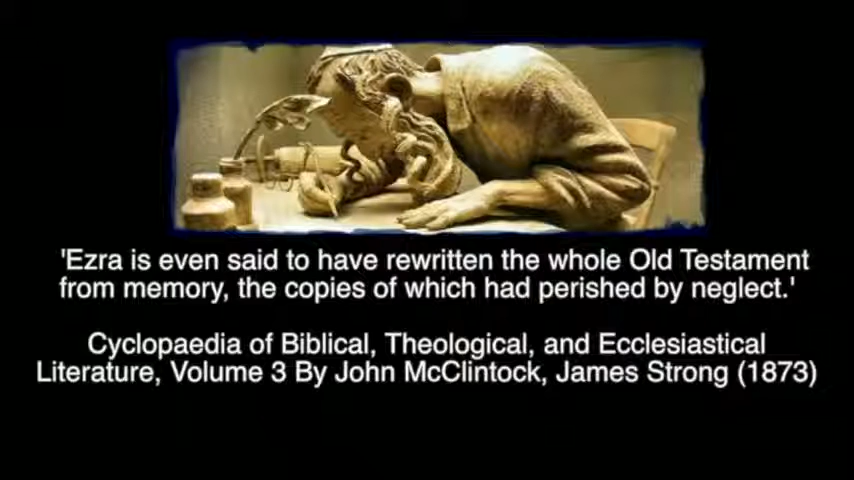 'Ezra is even said to have rewritten the whole Old Testament
from memory, the copies of which had perished by neglect.'
Cyclopaedia of Biblical, Theological, and Ecclesiastical
Literature, Volume 3 By John McClintock, James Strong (1873)